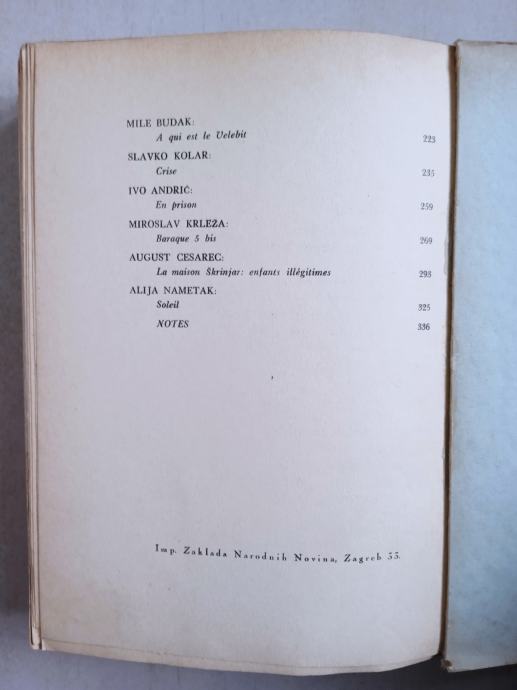 MILE BUDAK:
A qui est le Velebit 223
SLAVKO KOLAR:
Crise 235
IVO ANDRIĆ:
En prison 259
MIROSLAV KRLEŽA:
Baraque 5 bis 269
AUGUST CESAREC:
La maison Škrinjar: enfants illégitimes 293
ALIJA NAMETAK:
Soleil 325
NOTES 336
Imp. Zaklada Narodnih Novina, Zagreb 55.